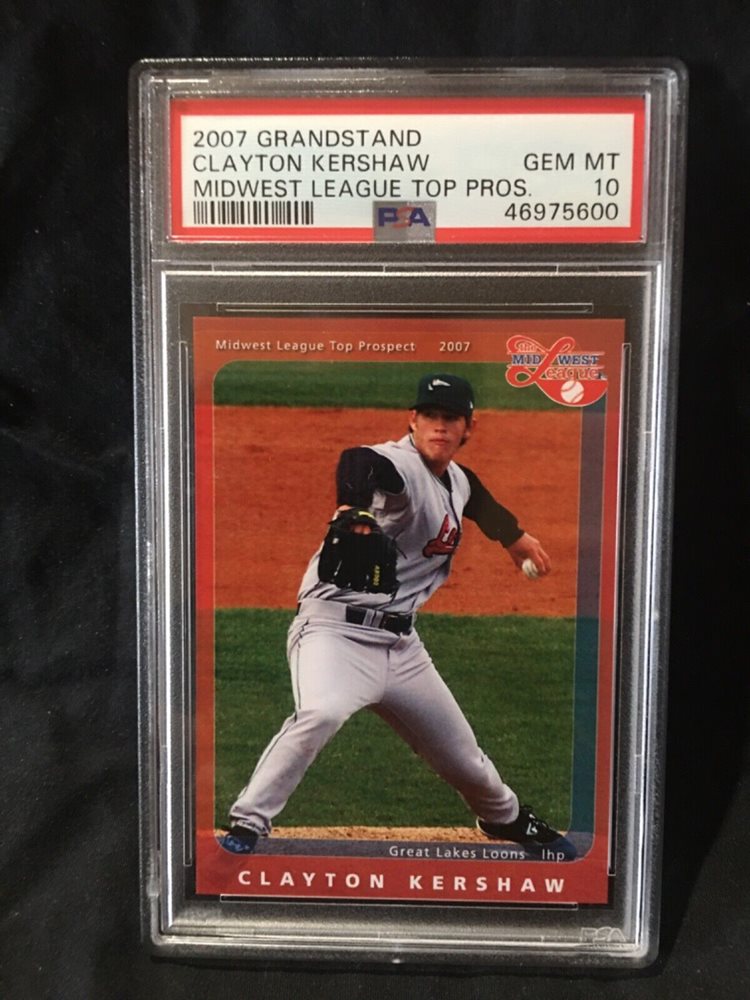 2007 GRANDSTAND
CLAYTON KERSHAW GEM MT
MIDWEST LEAGUE TOP PROS. 10
PSA 46975600
Midwest League Top Prospect 2007
the
MIDWEST
League
Great Lakes Loons lhp
CLAYTON KERSHAW
PSA